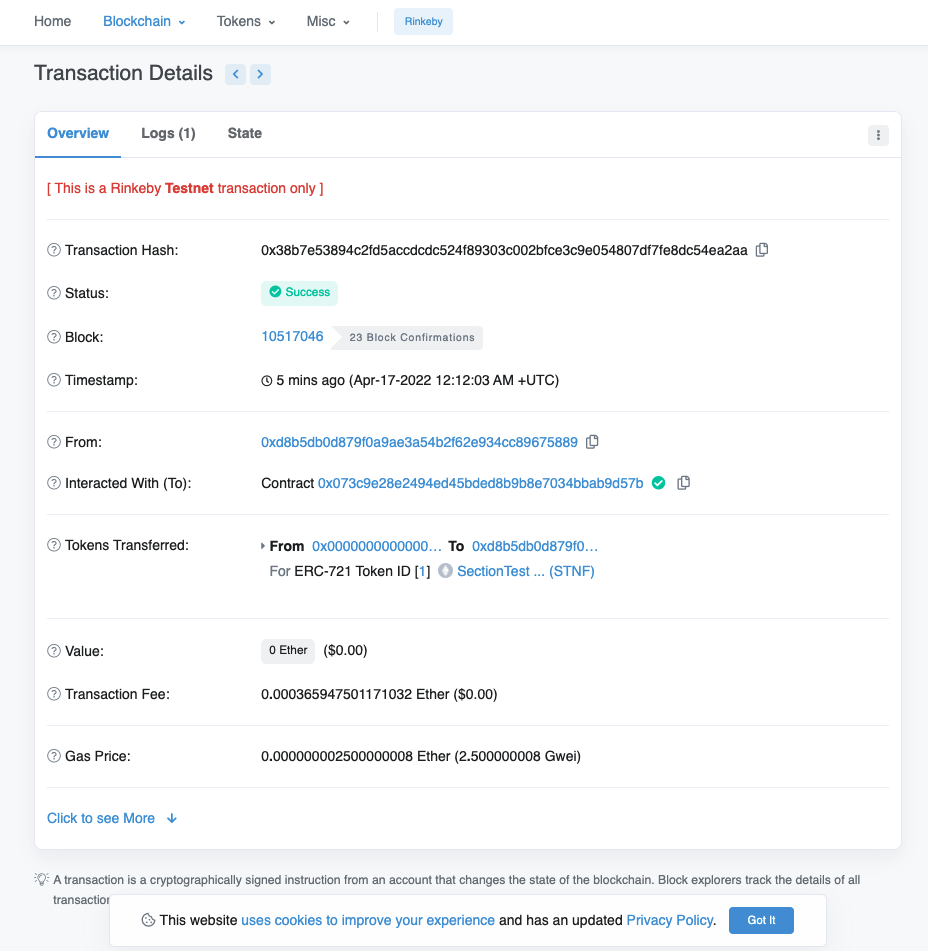 Home Blockchain Tokens Misc Rinkeby
Transaction Details
Overview Logs (1) State
[ This is a Rinkeby Testnet transaction only ]
Transaction Hash: 0x38b7e53894c2fd5accdcdc524f89303c002bfce3c9e054807df7fe8dc54ea2aa
Status: Success
Block: 10517046 23 Block Confirmations
Timestamp: 5 mins ago (Apr-17-2022 12:12:03 AM +UTC)
From: 0xd8b5db0d879f0a9ae3a54b2f62e934cc89675889
Interacted With (To): Contract 0x073c9e28e2494ed45bded8b9b8e7034bbab9d57b
Tokens Transferred: From 0x0000000000000... To 0xd8b5db0d879f0...
For ERC-721 Token ID [1] SectionTest ... (STNF)
Value: 0 Ether ($0.00)
Transaction Fee: 0.000365947501171032 Ether ($0.00)
Gas Price: 0.000000002500000008 Ether (2.500000008 Gwei)
Click to see More
A transaction is a cryptographically signed instruction from an account that changes the state of the blockchain. Block explorers track the details of all
transaction
This website uses cookies to improve your experience and has an updated Privacy Policy. Got It